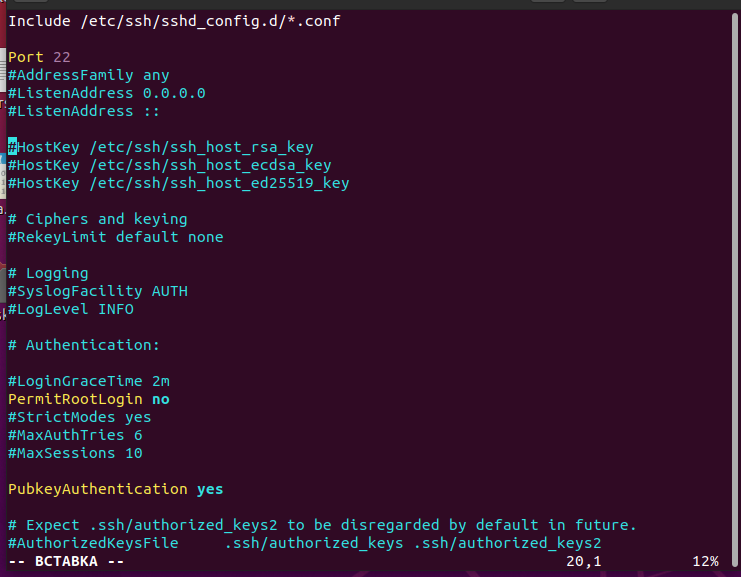 Include /etc/ssh/sshd_config.d/*.conf
Port 22
#AddressFamily any
#ListenAddress 0.0.0.0
#ListenAddress ::
#HostKey /etc/ssh/ssh_host_rsa_key
#HostKey /etc/ssh/ssh_host_ecdsa_key
#HostKey /etc/ssh/ssh_host_ed25519_key
# Ciphers and keying
#RekeyLimit default none
# Logging
#SyslogFacility AUTH
#LogLevel INFO
# Authentication:
#LoginGraceTime 2m
PermitRootLogin no
#StrictModes yes
#MaxAuthTries 6
#MaxSessions 10
PubkeyAuthentication yes
# Expect .ssh/authorized_keys2 to be disregarded by default in future.
#AuthorizedKeysFile     .ssh/authorized_keys .ssh/authorized_keys2
-- ВСТАВКА -- 20,1 12%